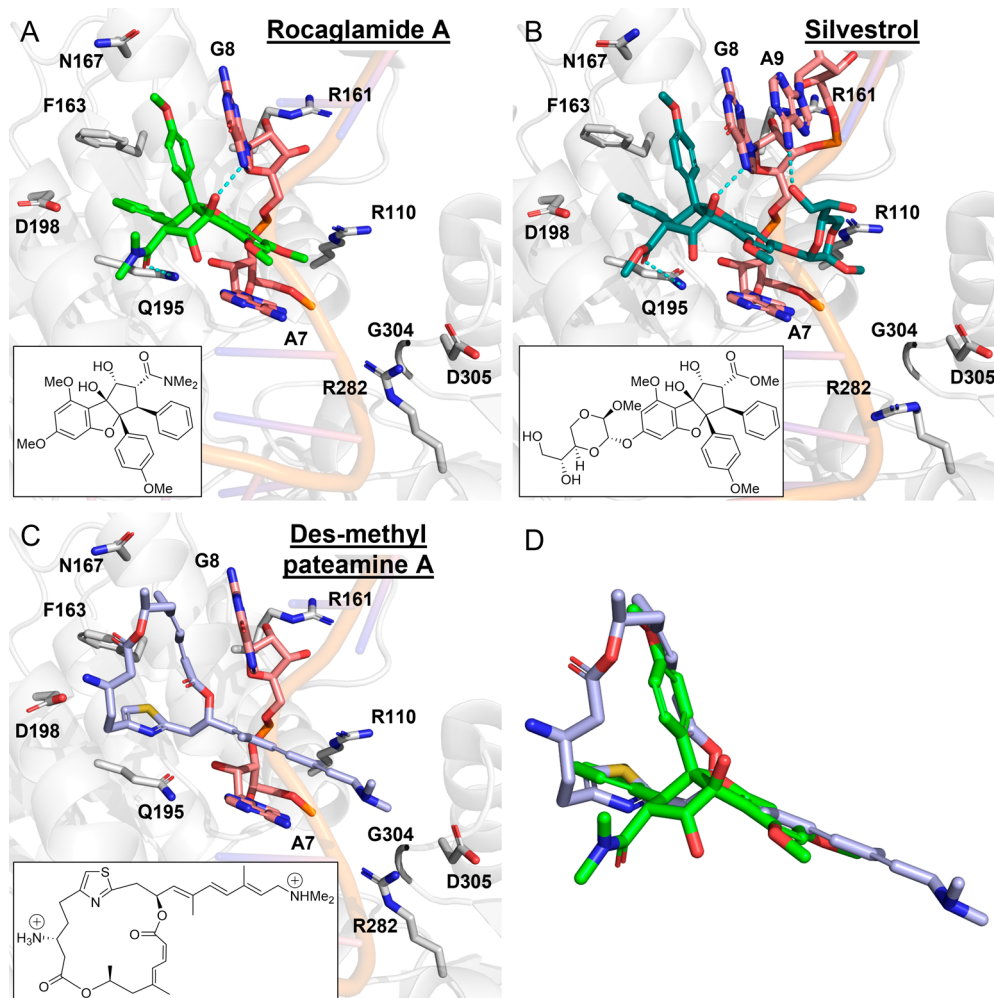 A
Rocaglamide A
N167
G8
F163
R161
D198
R110
Q195
A7
G304
D305
R282
MeO
HO
HO
O
NMe2
MeO
O
OMe
B
Silvestrol
N167
G8
A9
F163
R161
D198
R110
Q195
A7
G304
D305
R282
HO
HO
O
OMe
MeO
O
OMe
HO
O
O
O
H
OH
OMe
C
Des-methyl
pateamine A
N167
G8
F163
R161
D198
R110
Q195
A7
G304
D305
R282
S
N
+
NHMe2
O
+
H3N
O
O
O
D